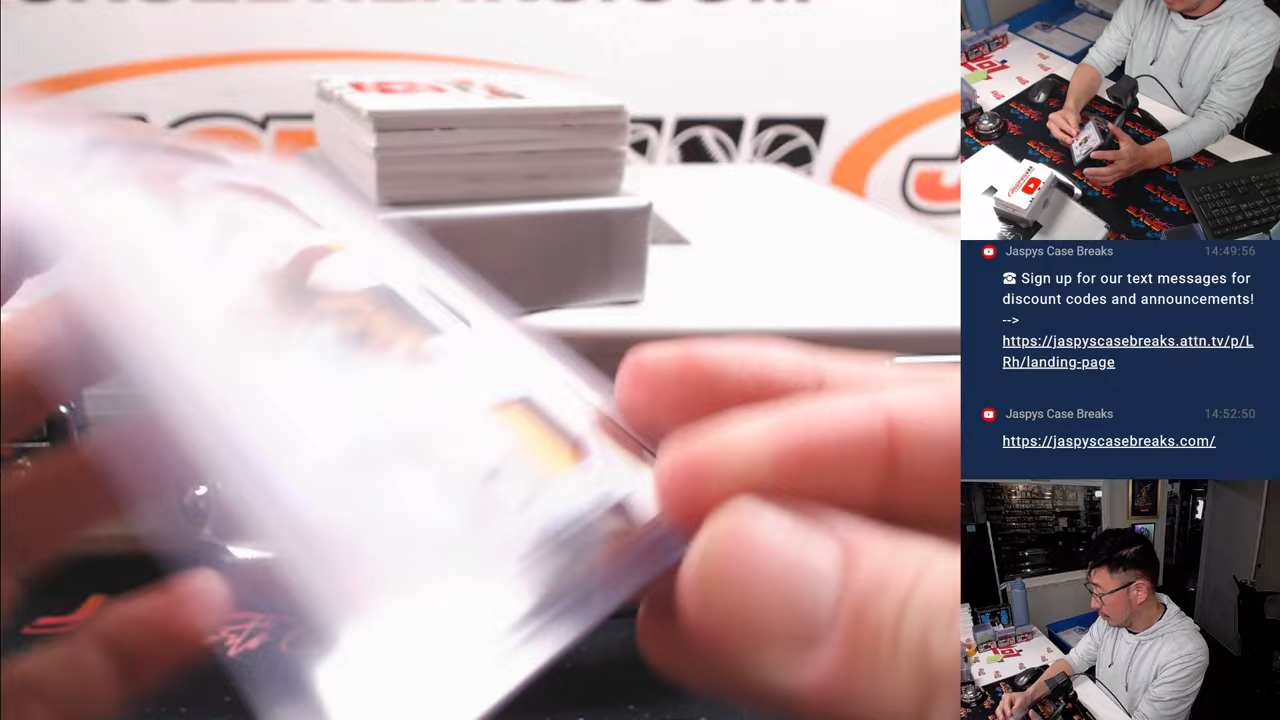 Jaspys Case Breaks 14:49:56
☎ Sign up for our text messages for
discount codes and announcements!
-->
https://jaspyscasebreaks.attn.tv/p/L
Rh/landing-page
Jaspys Case Breaks 14:52:50
https://jaspyscasebreaks.com/